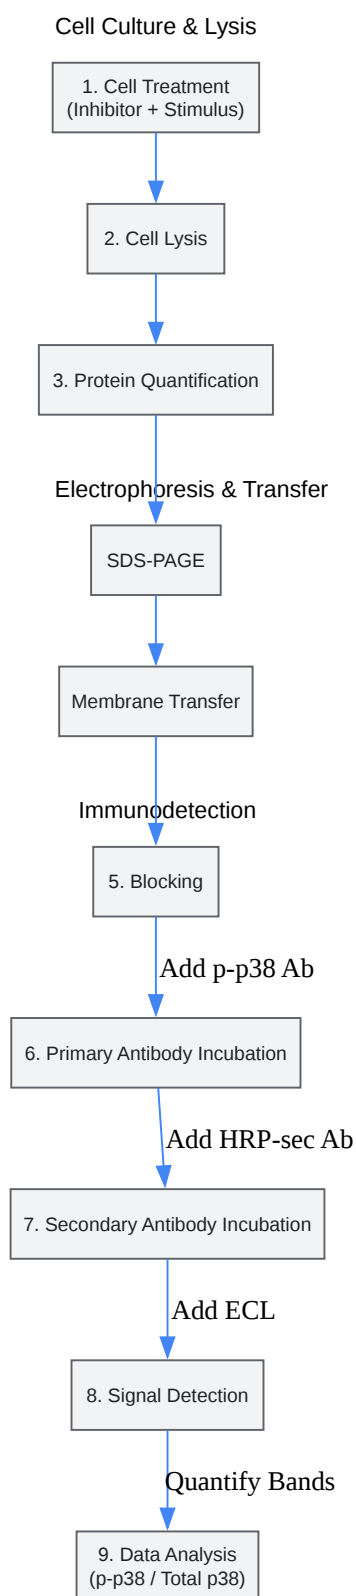 Cell Culture & Lysis
1. Cell Treatment
(Inhibitor + Stimulus)
2. Cell Lysis
3. Protein Quantification
Electrophoresis & Transfer
SDS-PAGE
Membrane Transfer
Immunodetection
5. Blocking
Add p-p38 Ab
6. Primary Antibody Incubation
Add HRP-sec Ab
7. Secondary Antibody Incubation
Add ECL
8. Signal Detection
Quantify Bands
9. Data Analysis
(p-p38 / Total p38)